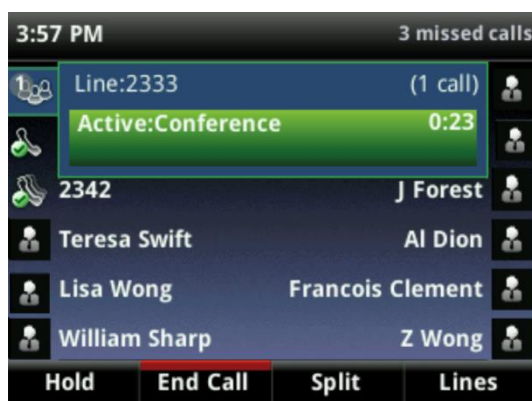 3:57 PM 3 missed calls
1
Line:2333 (1 call)
Active:Conference 0:23
2342 J Forest
Teresa Swift Al Dion
Lisa Wong Francois Clement
William Sharp Z Wong
Hold End Call Split Lines